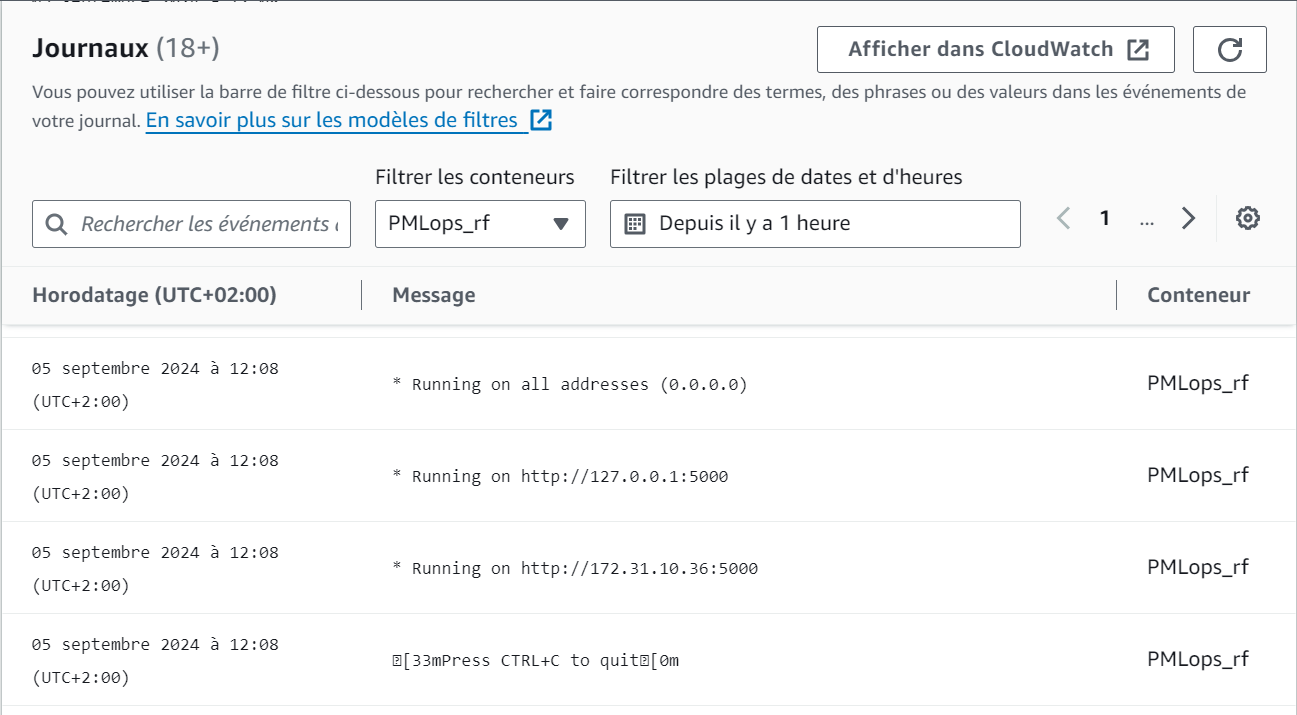 Journaux (18+)
Afficher dans CloudWatch
Vous pouvez utiliser la barre de filtre ci-dessous pour rechercher et faire correspondre des termes, des phrases ou des valeurs dans les événements de
votre journal. En savoir plus sur les modèles de filtres
Filtrer les conteneurs
Filtrer les plages de dates et d'heures
Rechercher les événements
PMLops_rf
Depuis il y a 1 heure
1 ...
Horodatage (UTC+02:00)
Message
Conteneur
05 septembre 2024 à 12:08
(UTC+2:00)
* Running on all addresses (0.0.0.0)
PMLops_rf
05 septembre 2024 à 12:08
(UTC+2:00)
* Running on http://127.0.0.1:5000
PMLops_rf
05 septembre 2024 à 12:08
(UTC+2:00)
* Running on http://172.31.10.36:5000
PMLops_rf
05 septembre 2024 à 12:08
(UTC+2:00)
[33mPress CTRL+C to quit[0m
PMLops_rf